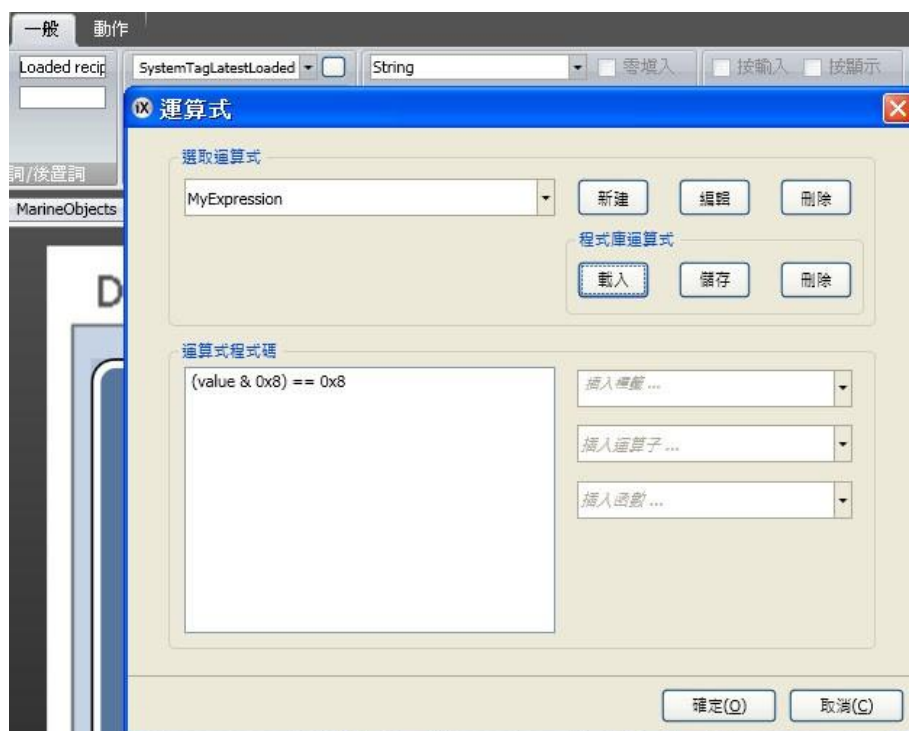 一般 動作
Loaded recip SystemTagLatestLoaded String 零填入 按輸入 按顯示
詞/後置詞
iX 運算式
選取運算式
MyExpression 新建 編輯 刪除
MarineObjects
程式庫運算式
載入 儲存 刪除
D
運算式程式碼
(value & 0x8) == 0x8 插入標籤 ...
插入運算子 ...
插入函數 ...
確定(O) 取消(C)